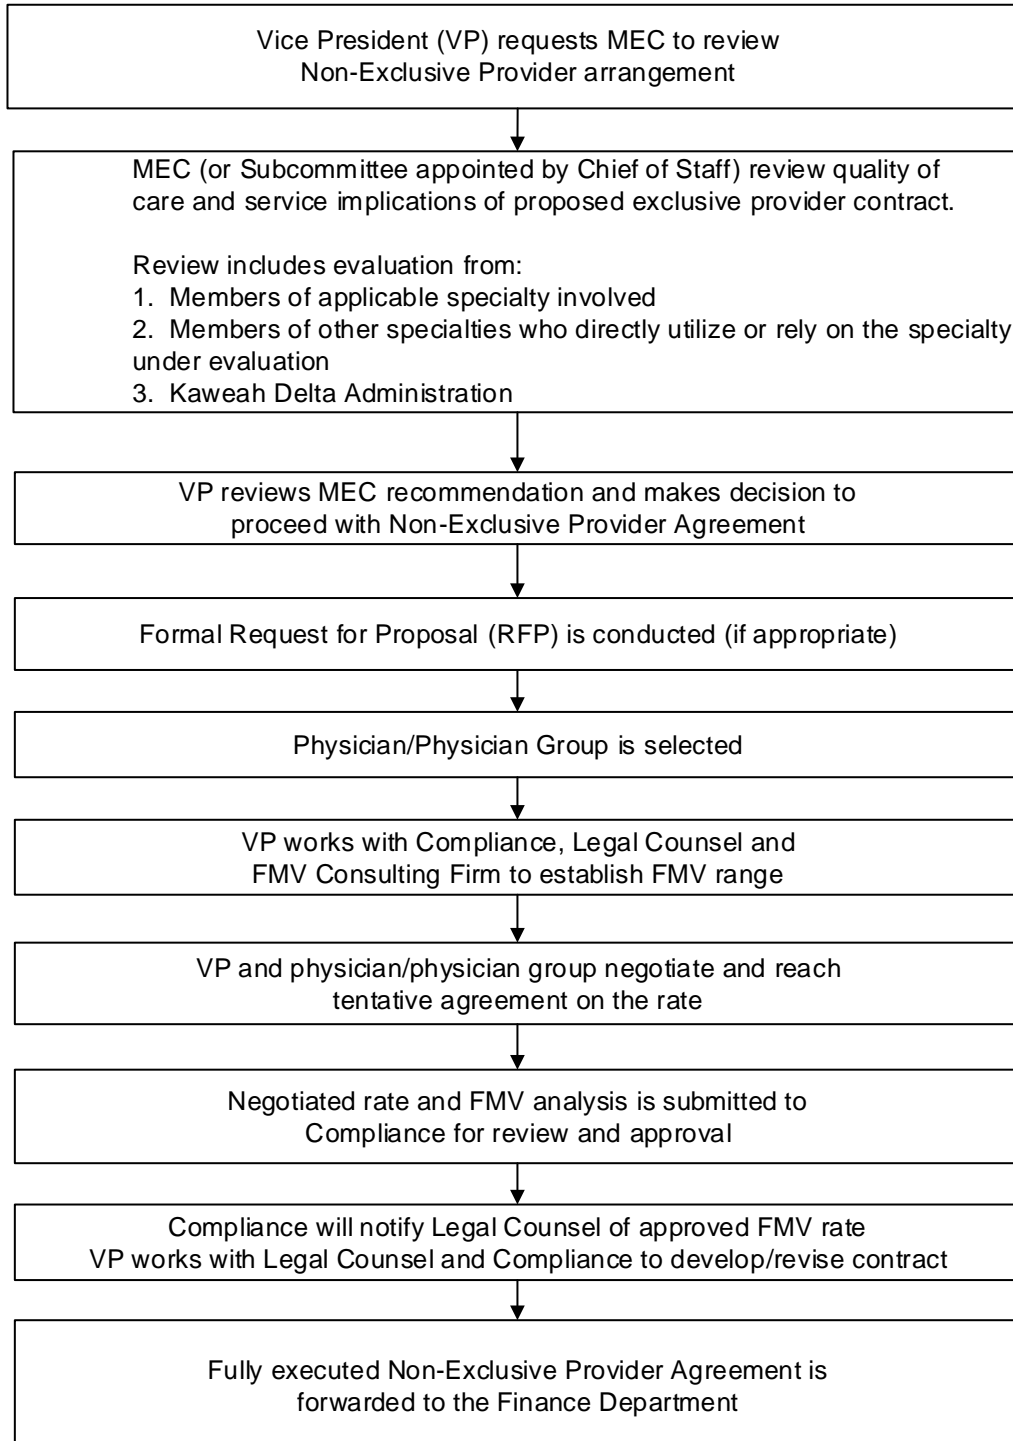 Vice President (VP) requests MEC to review
Non-Exclusive Provider arrangement
MEC (or Subcommittee appointed by Chief of Staff) review quality of
care and service implications of proposed exclusive provider contract.
Review includes evaluation from:
1. Members of applicable specialty involved
2. Members of other specialties who directly utilize or rely on the specialty
under evaluation
3. Kaweah Delta Administration
VP reviews MEC recommendation and makes decision to
proceed with Non-Exclusive Provider Agreement
Formal Request for Proposal (RFP) is conducted (if appropriate)
Physician/Physician Group is selected
VP works with Compliance, Legal Counsel and
FMV Consulting Firm to establish FMV range
VP and physician/physician group negotiate and reach
tentative agreement on the rate
Negotiated rate and FMV analysis is submitted to
Compliance for review and approval
Compliance will notify Legal Counsel of approved FMV rate
VP works with Legal Counsel and Compliance to develop/revise contract
Fully executed Non-Exclusive Provider Agreement is
forwarded to the Finance Department